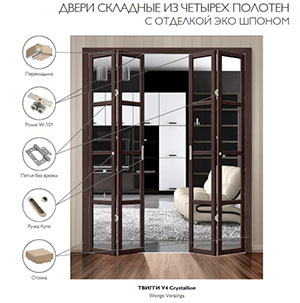 ДВЕРИ СКЛАДНЫЕ ИЗ ЧЕТЫРЕХ ПОЛОТЕН
С ОТДЕЛКОЙ ЭКО ШПОНОМ
Перекладина
Ролик W-101
Петля без врезки
Ручка Купе
Стойка
ТВИГГИ V4 Crystalline
Wenge Veralinga